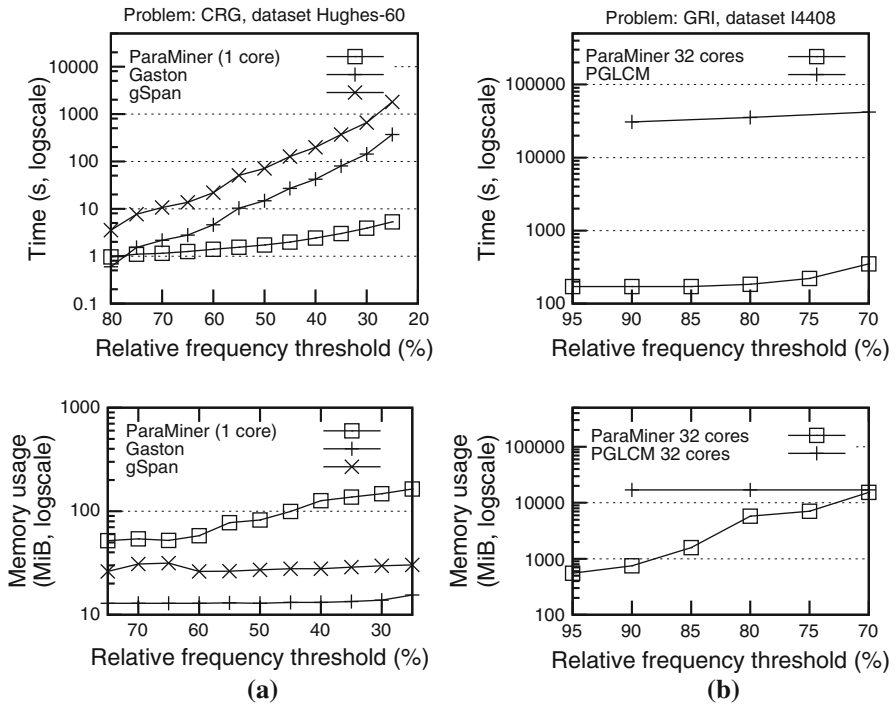 Problem: CRG, dataset Hughes-60
ParaMiner (1 core)
Gaston
gSpan
10000
1000
100
10
1
0.1
Time (s, logscale)
80 70 60 50 40 30 20
Relative frequency threshold (%)
Problem: GRI, dataset I4408
ParaMiner 32 cores
PGLCM
100000
10000
1000
100
Time (s, logscale)
95 90 85 80 75 70
Relative frequency threshold (%)
1000
100
10
Memory usage
(MiB, logscale)
ParaMiner (1 core)
Gaston
gSpan
70 60 50 40 30
Relative frequency threshold (%)
(a)
ParaMiner 32 cores
PGLCM 32 cores
100000
10000
1000
100
Memory usage
(MiB, logscale)
95 90 85 80 75 70
Relative frequency threshold (%)
(b)